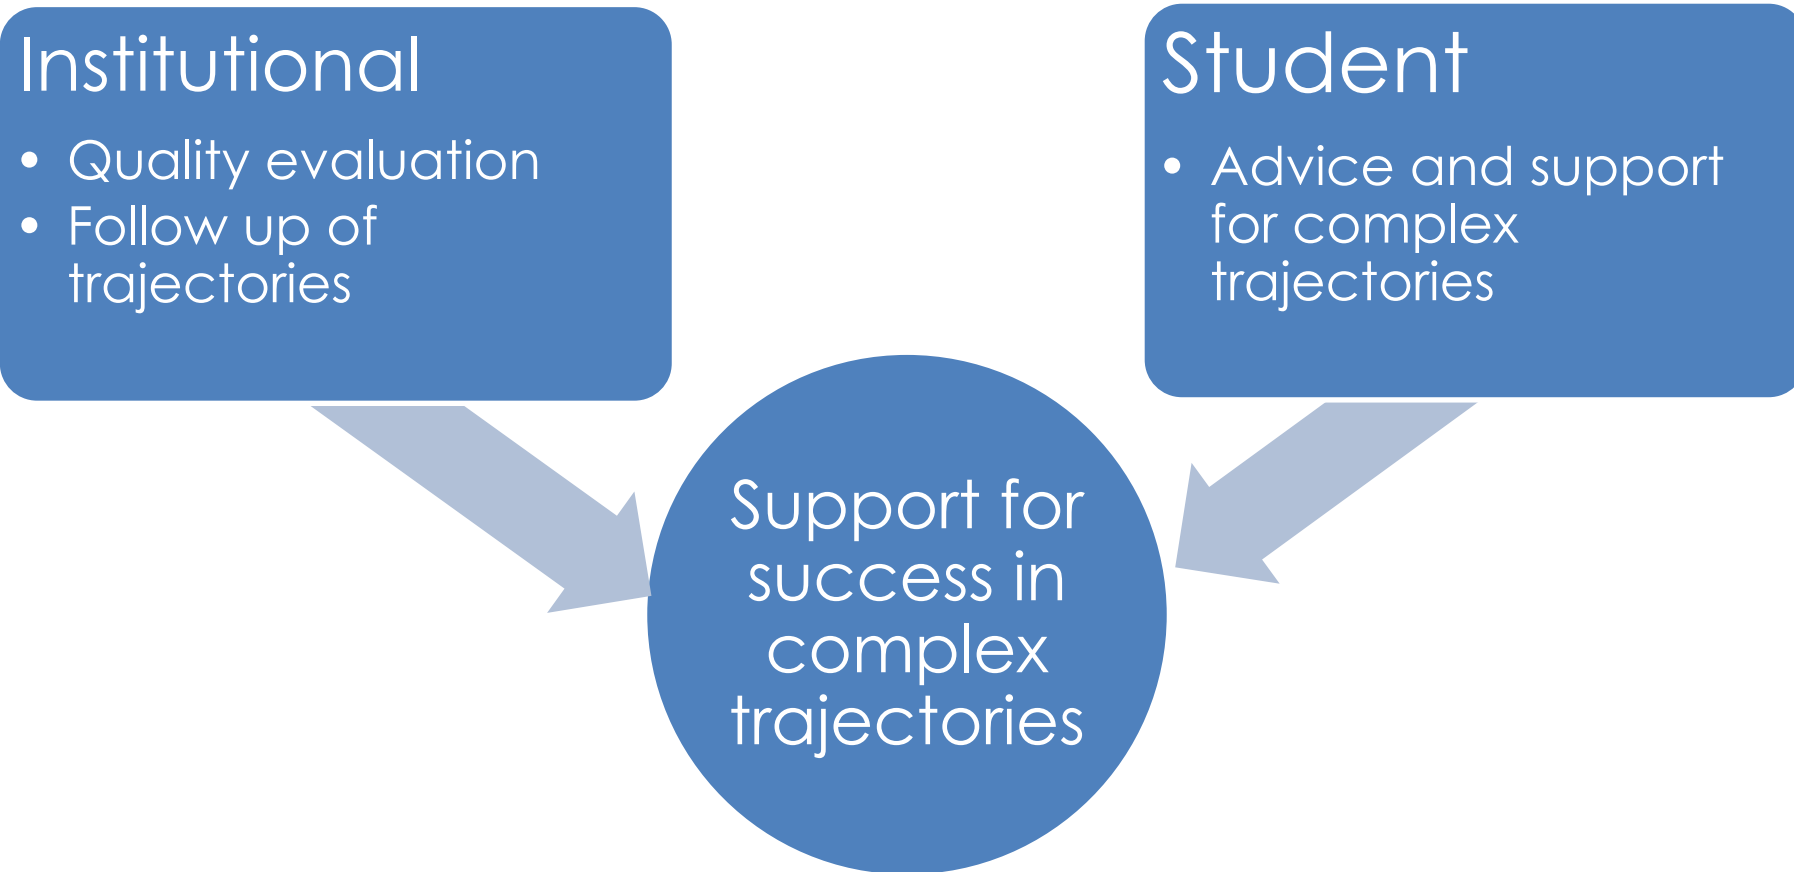 Institutional
• Quality evaluation
• Follow up of
trajectories
Student
• Advice and support
for complex
trajectories
Support for
success in
complex
trajectories